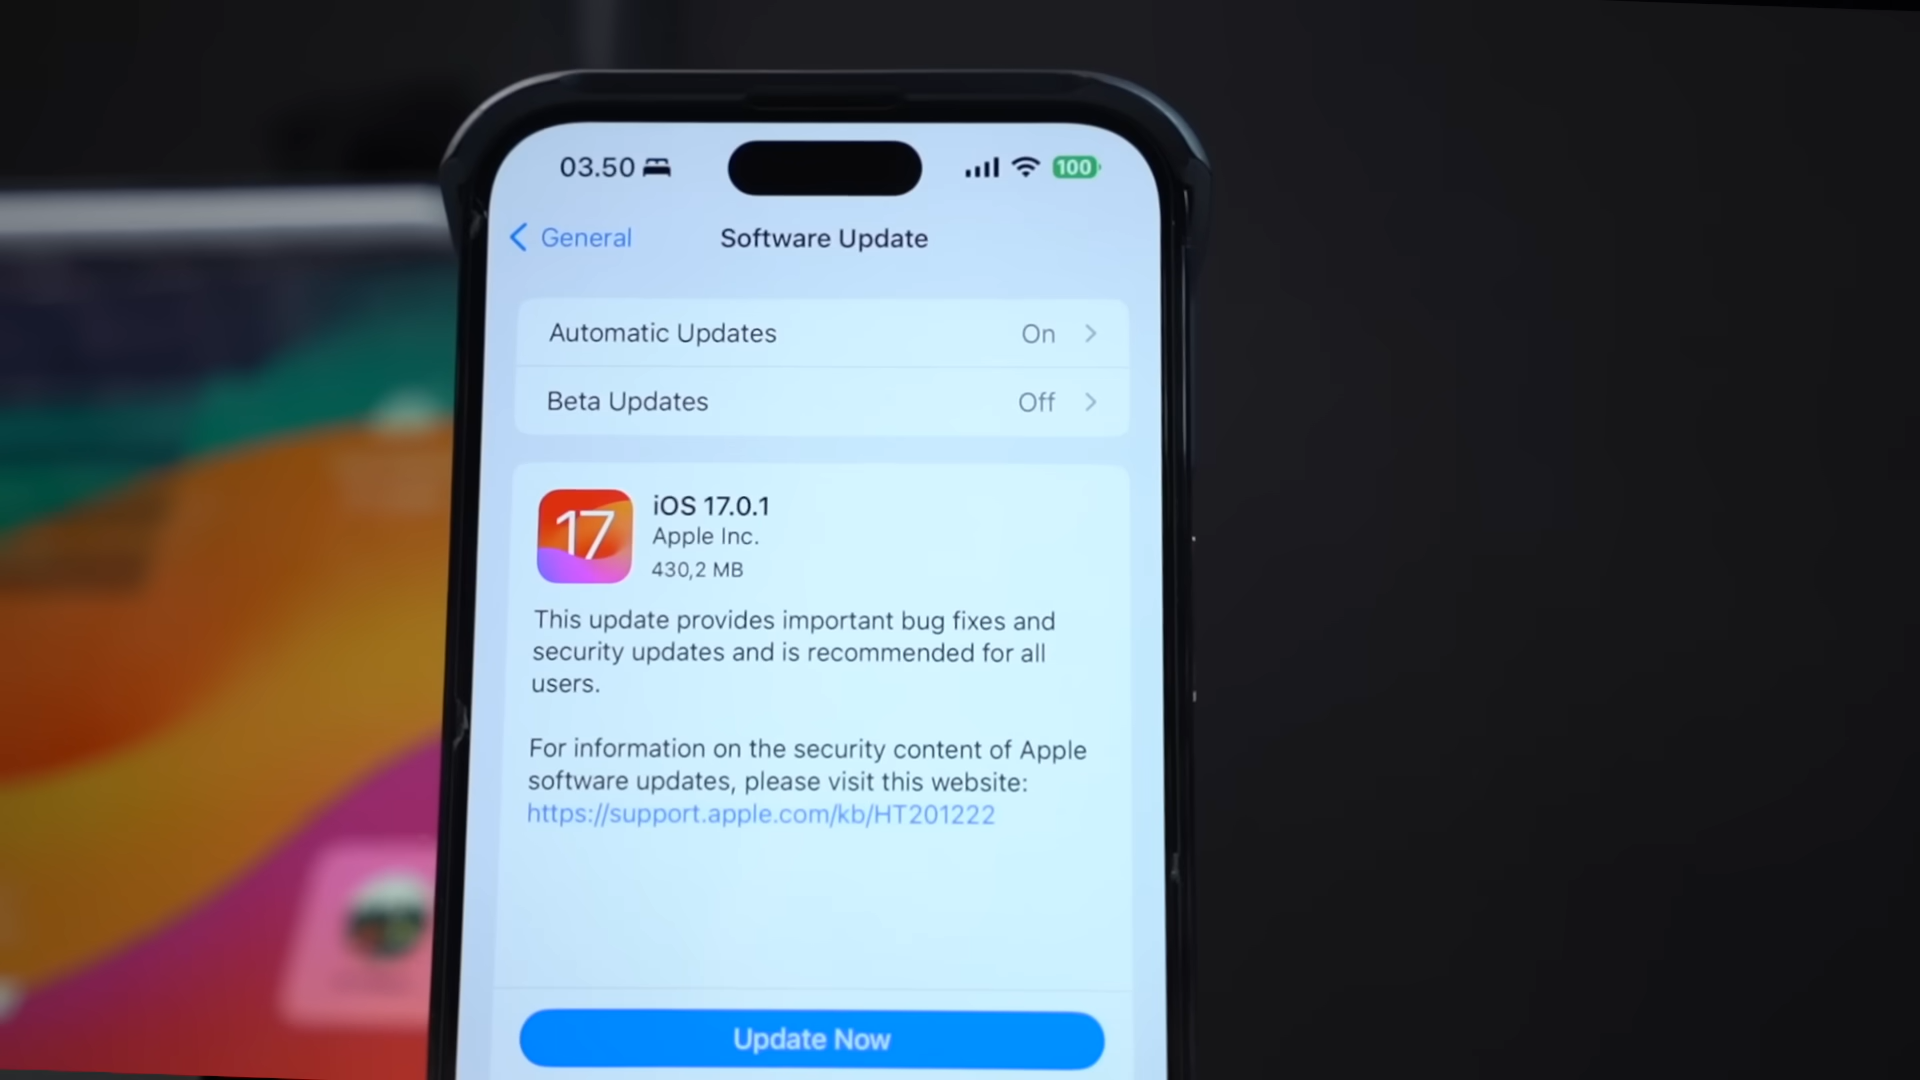 03.50 100
General Software Update
Automatic Updates On
Beta Updates Off
17
iOS 17.0.1
Apple Inc.
430,2 MB
This update provides important bug fixes and
security updates and is recommended for all
users.
For information on the security content of Apple
software updates, please visit this website:
https://support.apple.com/kb/HT201222
Update Now